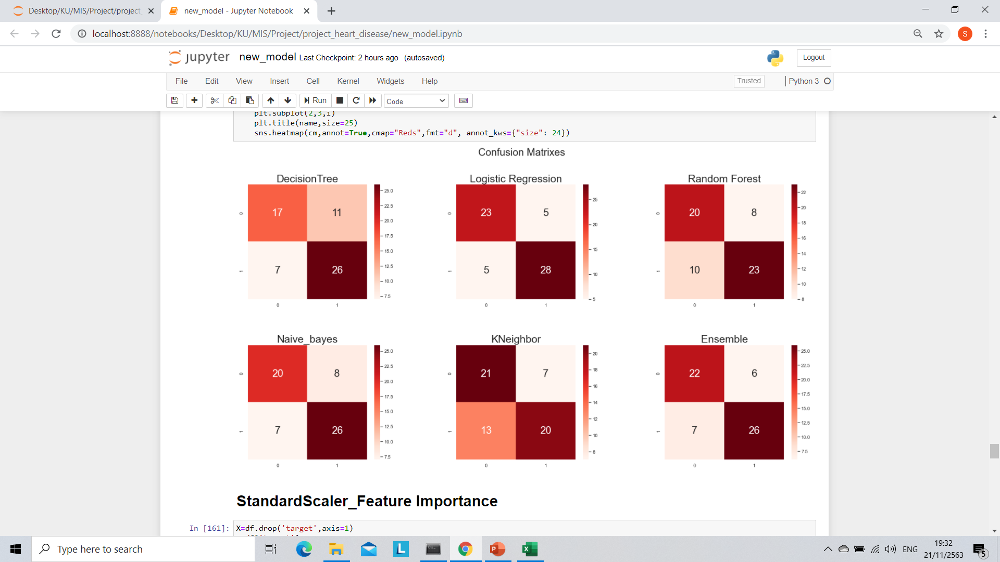 Desktop/KU/MIS/Project/project_
new_model - Jupyter Notebook
localhost:8888/notebooks/Desktop/KU/MIS/Project/project_heart_disease/new_model.ipynb
S
jupyter new_model Last Checkpoint: 2 hours ago (autosaved)
Logout
File Edit View Insert Cell Kernel Widgets Help
Trusted
Python 3
Run
Code
plt.subplot(2,3,i)
plt.title(name,size=25)
sns.heatmap(cm,annot=True,cmap="Reds",fmt="d", annot_kws={"size": 24})
Confusion Matrixes
DecisionTree
17 11
7 26
0 1
0 1
25.0
22.5
20.0
17.5
15.0
12.5
10.0
7.5
Logistic Regression
23 5
5 28
0 1
0 1
25
20
15
10
5
Random Forest
20 8
10 23
0 1
0 1
22
20
18
16
14
12
10
8
Naive_bayes
20 8
7 26
0 1
0 1
25.0
22.5
20.0
17.5
15.0
12.5
10.0
7.5
KNeighbor
21 7
13 20
0 1
0 1
20
18
16
14
12
10
8
Ensemble
22 6
7 26
0 1
0 1
25.0
22.5
20.0
17.5
15.0
12.5
10.0
7.5
StandardScaler_Feature Importance
In [161]:
X=df.drop('target',axis=1)
Type here to search
L
ENG
19:32
21/11/2563
5